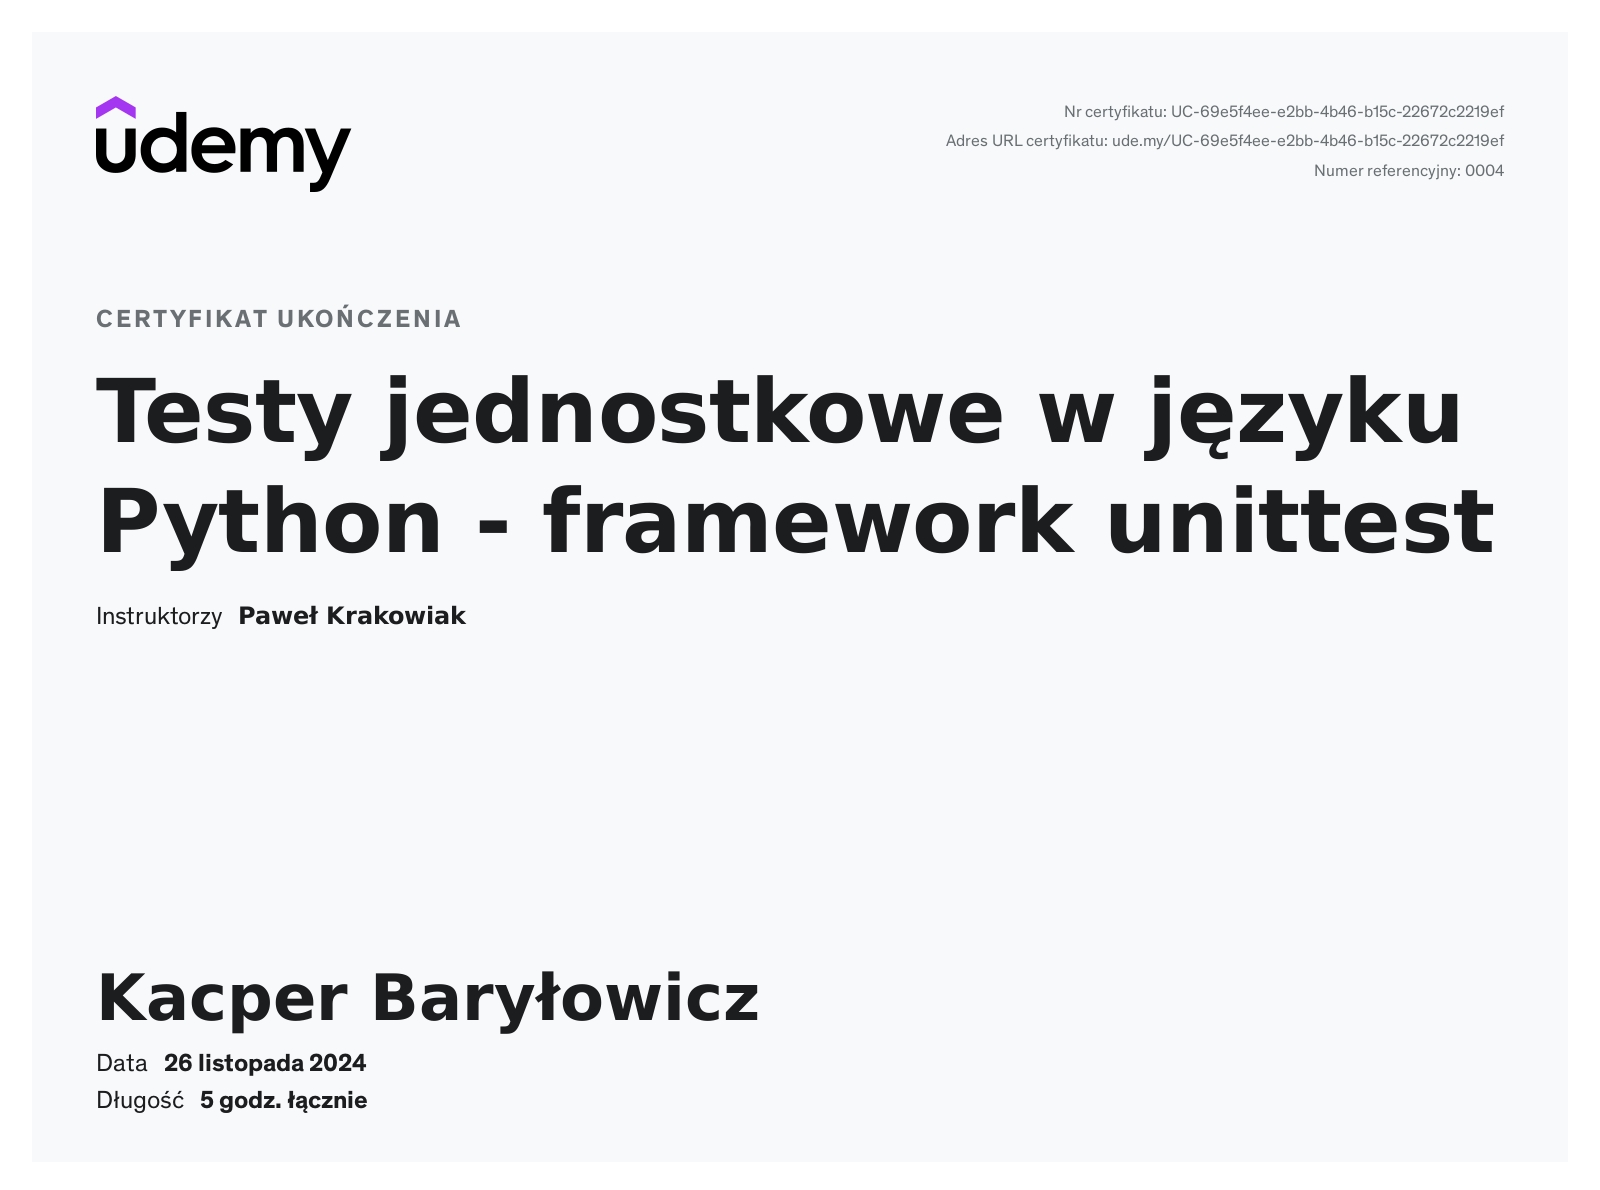 udemy
Nr certyfikatu: UC-69e5f4ee-e2bb-4b46-b15c-22672c2219ef
Adres URL certyfikatu: ude.my/UC-69e5f4ee-e2bb-4b46-b15c-22672c2219ef
Numer referencyjny: 0004
CERTYFIKAT UKOŃCZENIA
Testy jednostkowe w języku
Python - framework unittest
Instruktorzy Paweł Krakowiak
Kacper Baryłowicz
Data 26 listopada 2024
Długość 5 godz. łącznie